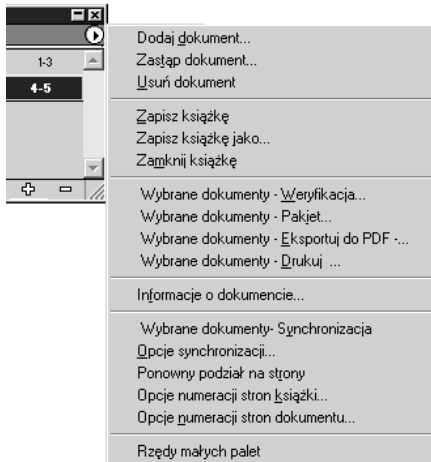 1-3
4-5
Dodaj dokument...
Zastąp dokument...
Usuń dokument
Zapisz książkę
Zapisz książkę jako...
Zamknij książkę
Wybrane dokumenty - Weryfikacja...
Wybrane dokumenty - Pakiet...
Wybrane dokumenty - Eksportuj do PDF -...
Wybrane dokumenty - Drukuj ...
Informacje o dokumencie...
Wybrane dokumenty- Synchronizacja
Opcje synchronizacji...
Ponowny podział na strony
Opcje numeracji stron książki...
Opcje numeracji stron dokumentu...
Rzędy małych palet